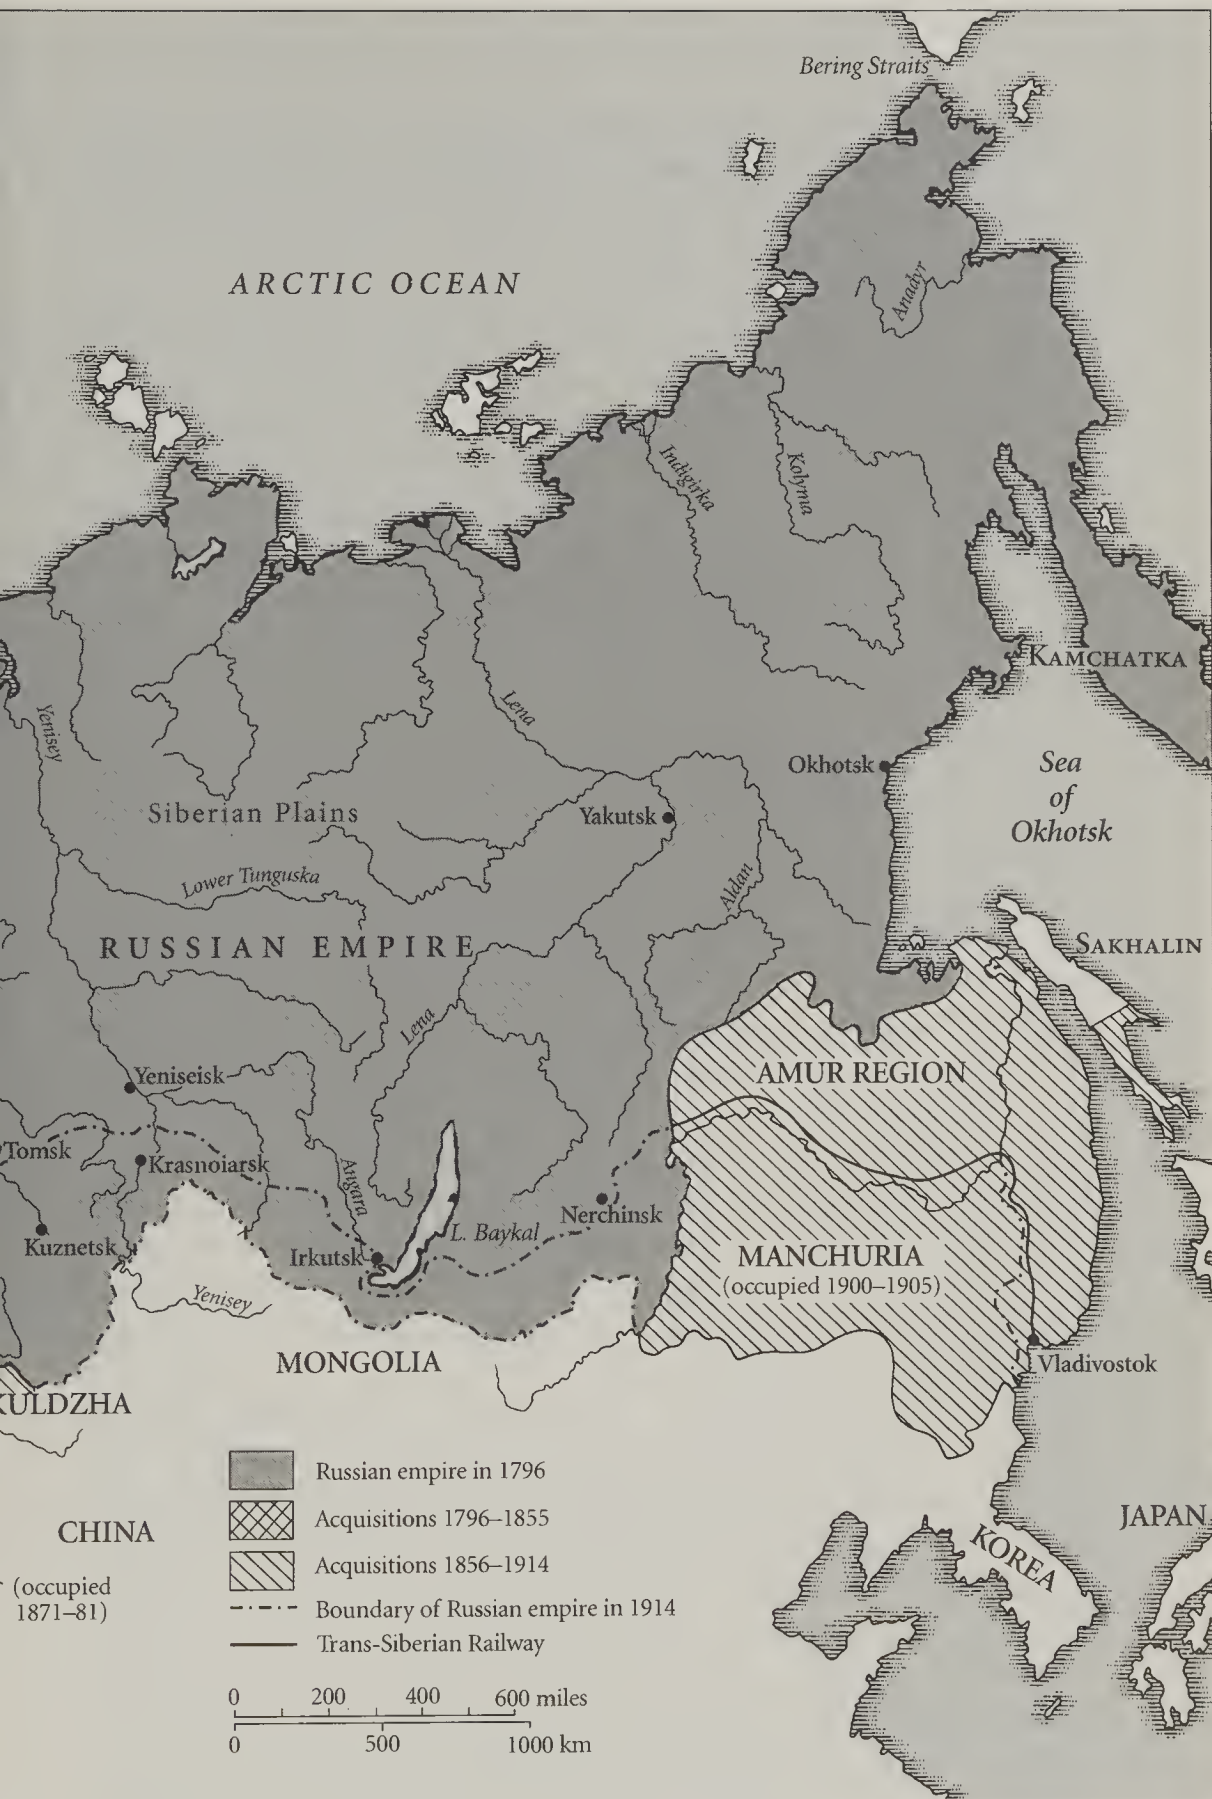 Bering Straits
ARCTIC OCEAN
Anadyr
Indigirka
Kolyma
KAMCHATKA
Yenisey
Lena
Okhotsk
Sea
of
Okhotsk
Siberian Plains
Yakutsk
Lower Tunguska
Aldan
RUSSIAN EMPIRE
SAKHALIN
Lena
AMUR REGION
Yeniseisk
Tomsk
Krasnoiarsk
Angara
Nerchinsk
L. Baykal
Kuznetsk
Irkutsk
MANCHURIA
(occupied 1900–1905)
Yenisey
MONGOLIA
Vladivostok
KULDZHA
Russian empire in 1796
CHINA
Acquisitions 1796–1855
JAPAN
KOREA
Acquisitions 1856–1914
(occupied
1871–81)
Boundary of Russian empire in 1914
Trans-Siberian Railway
0 200 400 600 miles
0 500 1000 km